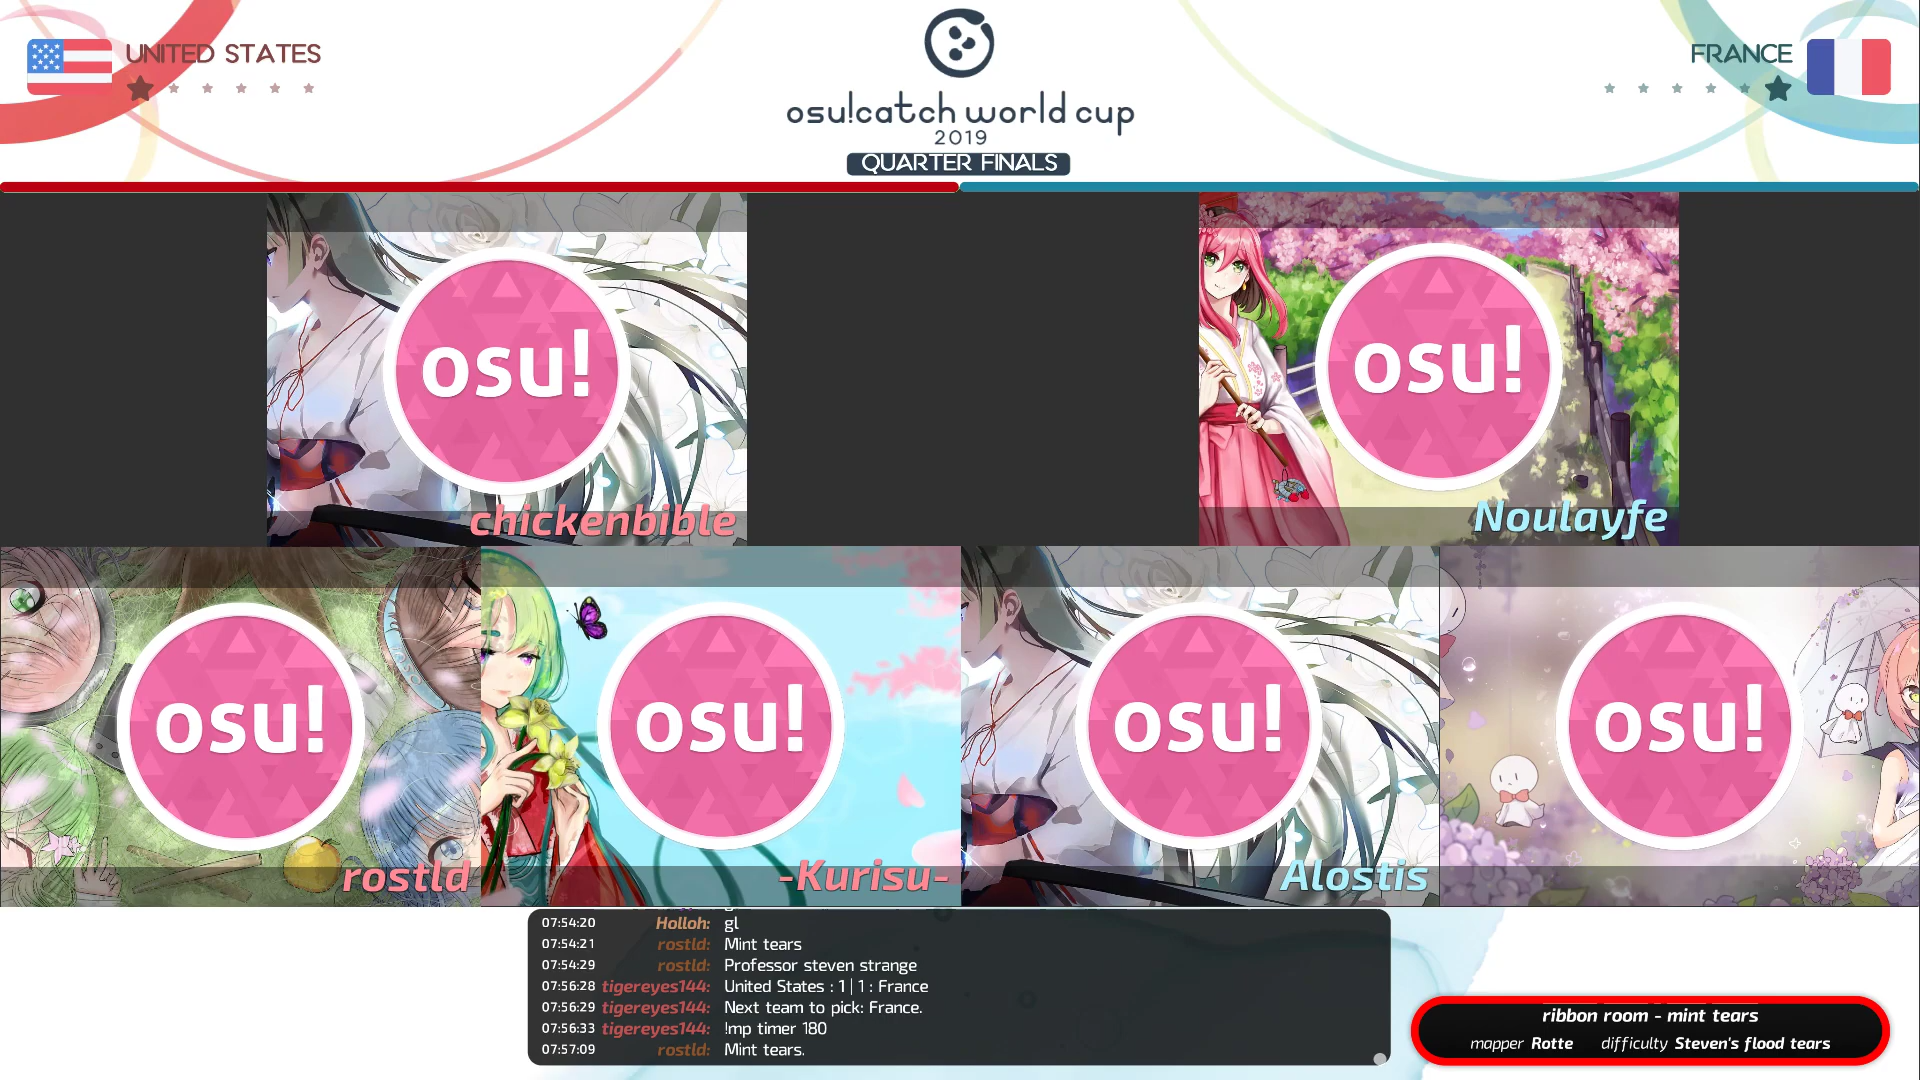 UNITED STATES
FRANCE
osu!catch world cup
2019
QUARTER FINALS
osu!
osu!
chickenbible
Noulayfe
osu!
osu!
osu!
osu!
rostld
-Kurisu-
Alostis
07:54:20 Holloh: gl
07:54:21 rostld: Mint tears
07:54:29 rostld: Professor steven strange
07:56:28 tigereyes144: United States : 1 | 1 : France
07:56:29 tigereyes144: Next team to pick: France.
07:56:33 tigereyes144: !mp timer 180
07:57:09 rostld: Mint tears.
ribbon room - mint tears
mapper Rotte difficulty Steven's flood tears